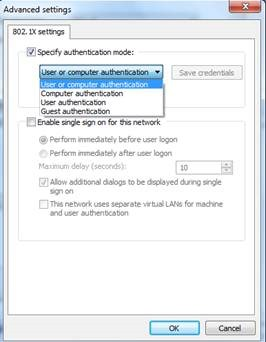 Advanced settings
802.1X settings
Specify authentication mode:
User or computer authentication
Save credentials
User or computer authentication
Computer authentication
User authentication
Guest authentication
Enable single sign on for this network
Perform immediately before user logon
Perform immediately after user logon
Maximum delay (seconds):
10
Allow additional dialogs to be displayed during single
sign on
This network uses separate virtual LANs for machine
and user authentication
OK
Cancel